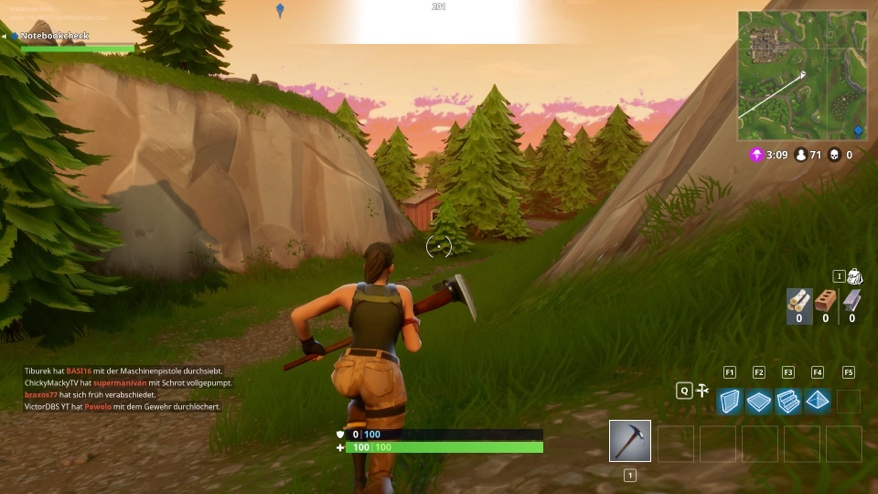 201
Notebookcheck
3:09 71 0
I
0 0 0
Tiburek hat BASI16 mit der Maschinenpistole durchsiebt.
ChickyMackyTV hat supermanivan mit Schrot vollgepumpt.
braxos77 hat sich früh verabschiedet.
VictorDBS YT hat Pawolo mit dem Gewehr durchlöchert.
F1 F2 F3 F4 F5
Q
0|100
100|100
1